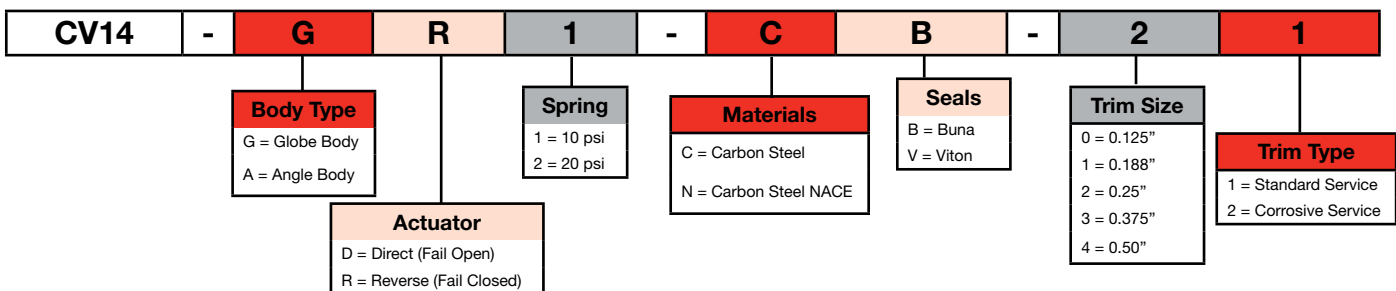 CV14 - G R 1 - C B - 2 1
Body Type
G = Globe Body
A = Angle Body
Actuator
D = Direct (Fail Open)
R = Reverse (Fail Closed)
Spring
1 = 10 psi
2 = 20 psi
Materials
C = Carbon Steel
N = Carbon Steel NACE
Seals
B = Buna
V = Viton
Trim Size
0 = 0.125”
1 = 0.188”
2 = 0.25”
3 = 0.375”
4 = 0.50”
Trim Type
1 = Standard Service
2 = Corrosive Service